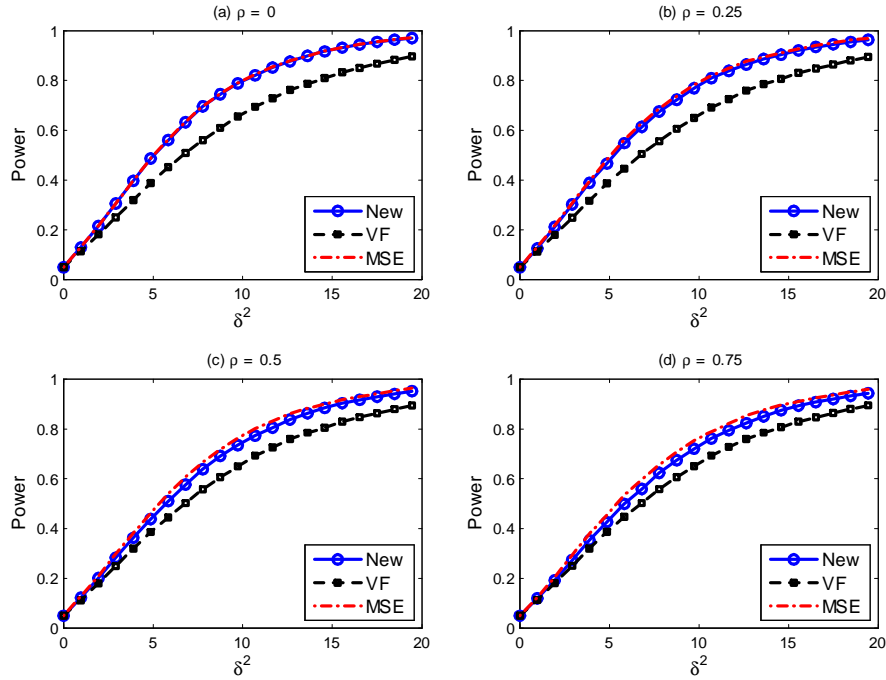 (a) ρ = 0
1
0.8
0.6
0.4
0.2
0
Power
New
VF
MSE
0 5 10 15 20
δ²
(b) ρ = 0.25
1
0.8
0.6
0.4
0.2
0
Power
New
VF
MSE
0 5 10 15 20
δ²
(c) ρ = 0.5
1
0.8
0.6
0.4
0.2
0
Power
New
VF
MSE
0 5 10 15 20
δ²
(d) ρ = 0.75
1
0.8
0.6
0.4
0.2
0
Power
New
VF
MSE
0 5 10 15 20
δ²